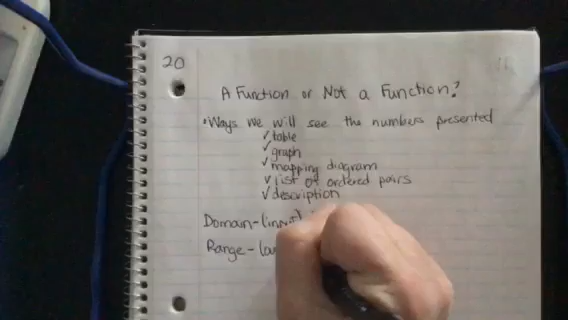 20
A Function or Not a Function?
•Ways we will see the numbers presented
✓table
✓graph
✓mapping diagram
✓list of ordered pairs
✓description
Domain-(input)
Range-